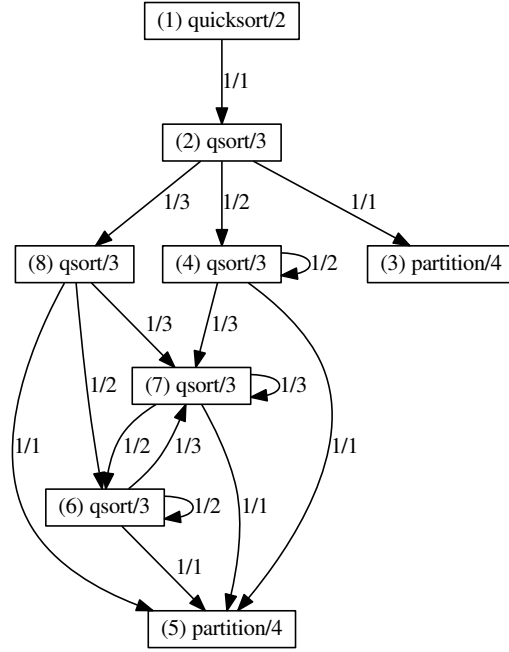 (1) quicksort/2
1/1
(2) qsort/3
1/3
1/2
1/1
(8) qsort/3
(4) qsort/3
1/2
(3) partition/4
1/3
1/3
(7) qsort/3
1/3
1/2
1/2
1/3
1/1
1/1
1/1
(6) qsort/3
1/2
1/1
(5) partition/4